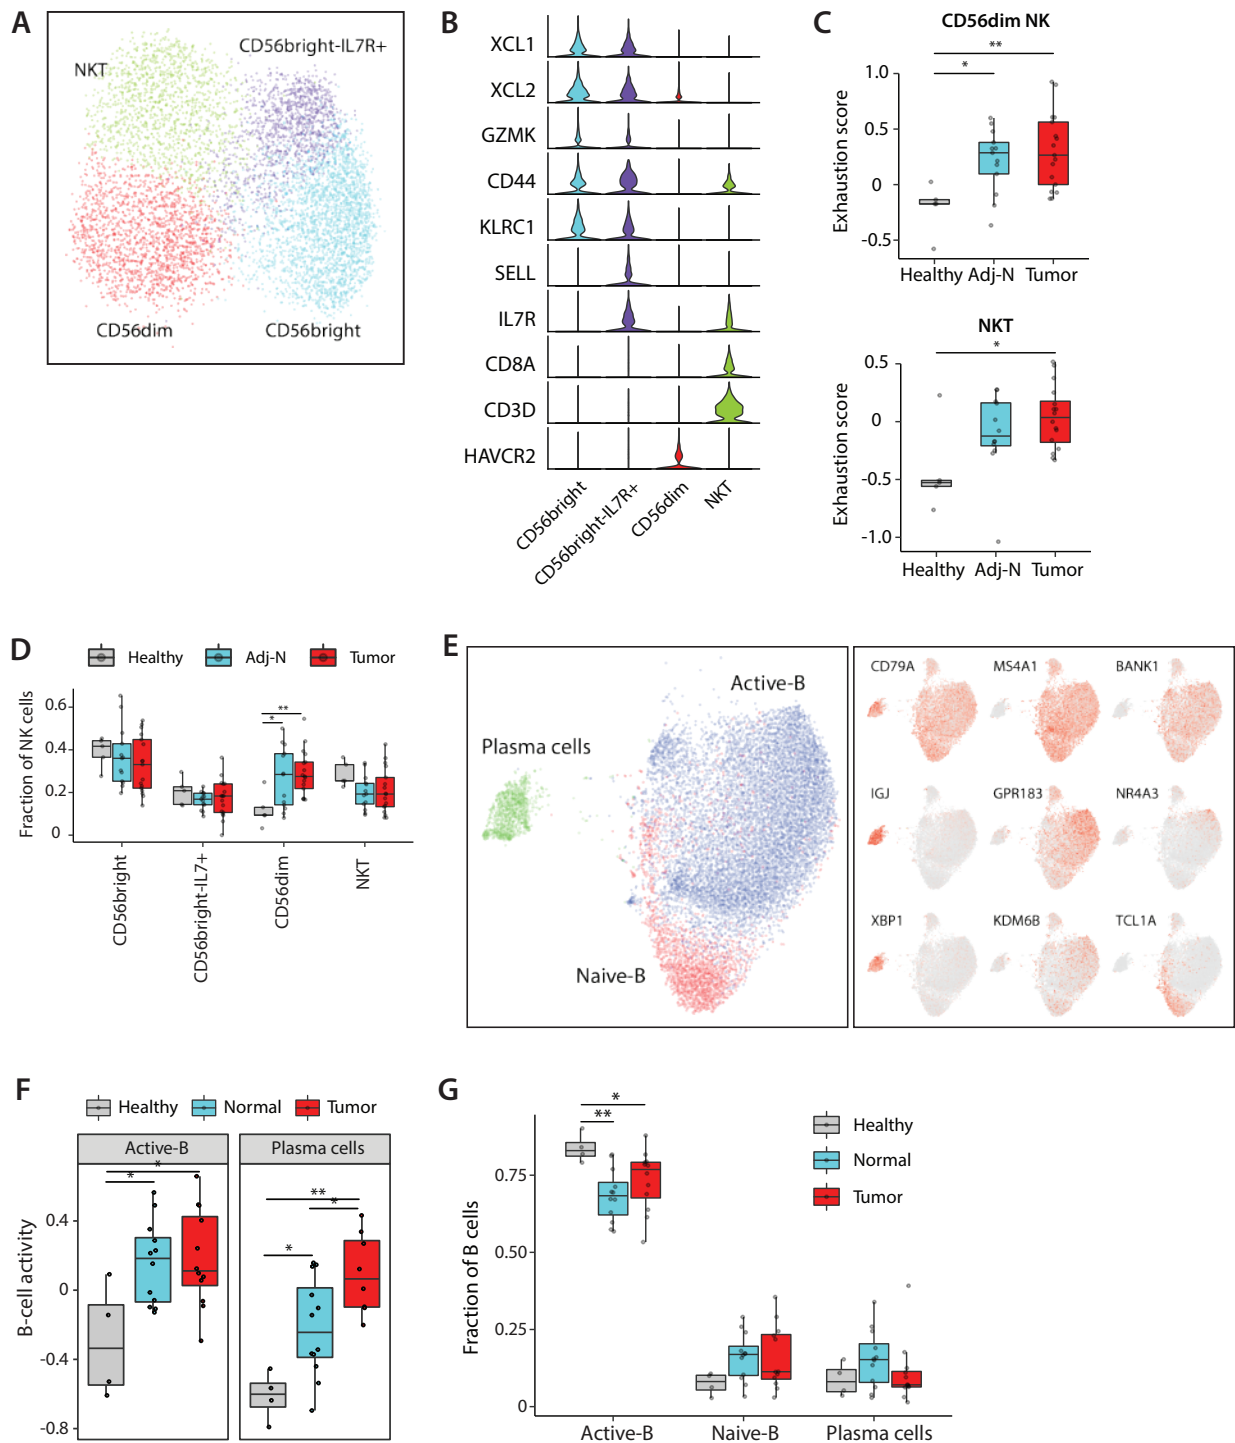 A
NKT
CD56bright-IL7R+
CD56dim
CD56bright
B
XCL1
XCL2
GZMK
CD44
KLRC1
SELL
IL7R
CD8A
CD3D
HAVCR2
CD56bright
CD56bright-IL7R+
CD56dim
NKT
C
CD56dim NK
**
*
Exhaustion score
1.0
0.5
0
-0.5
Healthy Adj-N Tumor
NKT
*
Exhaustion score
0.5
0
-0.5
-1.0
Healthy Adj-N Tumor
D
Healthy Adj-N Tumor
Fraction of NK cells
0.6
0.4
0.2
0
*
**
CD56bright
CD56bright-IL7+
CD56dim
NKT
E
Active-B
Plasma cells
Naive-B
CD79A MS4A1 BANK1
IGJ GPR183 NR4A3
XBP1 KDM6B TCL1A
F
Healthy Normal Tumor
Active-B Plasma cells
*
*
**
*
*
B-cell activity
0.4
0
-0.4
-0.8
G
Healthy
Normal
Tumor
*
**
Fraction of B cells
0.75
0.50
0.25
0
Active-B Naive-B Plasma cells